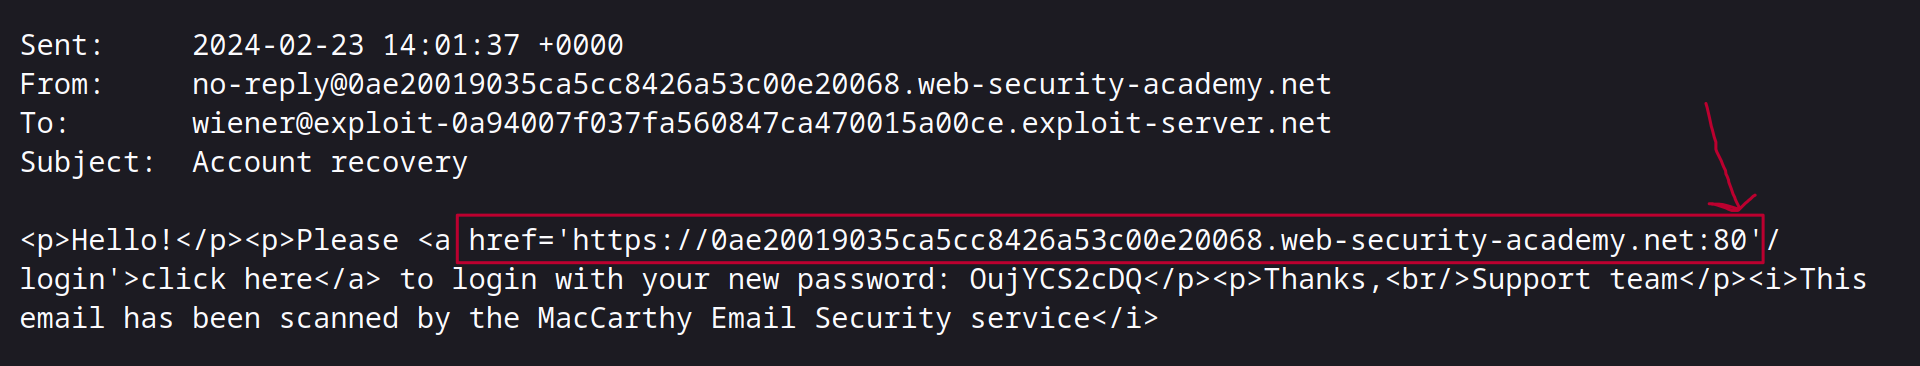 Sent: 2024-02-23 14:01:37 +0000
From: no-reply@0ae20019035ca5cc8426a53c00e20068.web-security-academy.net
To: wiener@exploit-0a94007f037fa560847ca470015a00ce.exploit-server.net
Subject: Account recovery
<p>Hello!</p><p>Please <a href='https://0ae20019035ca5cc8426a53c00e20068.web-security-academy.net:80'/
login'>click here</a> to login with your new password: OujYCS2cDQ</p><p>Thanks,<br/>Support team</p><i>This
email has been scanned by the MacCarthy Email Security service</i>